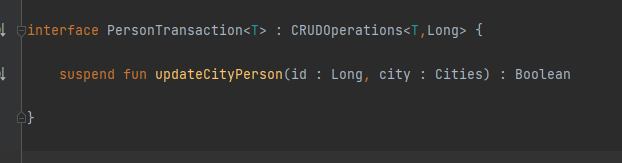 interface PersonTransaction<T> : CRUDOperations<T,Long> {
suspend fun updateCityPerson(id : Long, city : Cities) : Boolean
}